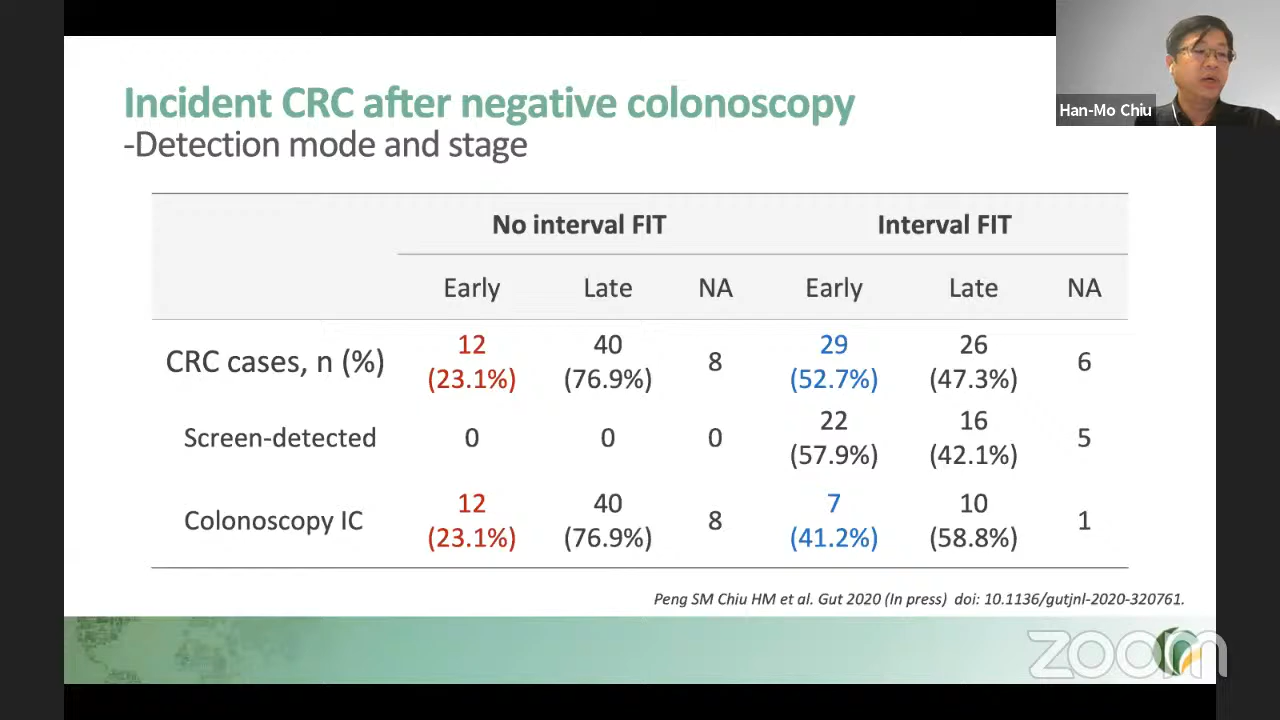 Han-Mo Chiu
Incident CRC after negative colonoscopy
-Detection mode and stage
No interval FIT Interval FIT
Early Late NA Early Late NA
CRC cases, n (%) 12 (23.1%) 40 (76.9%) 8 29 (52.7%) 26 (47.3%) 6
Screen-detected 0 0 0 22 (57.9%) 16 (42.1%) 5
Colonoscopy IC 12 (23.1%) 40 (76.9%) 8 7 (41.2%) 10 (58.8%) 1
Peng SM Chiu HM et al. Gut 2020 (In press) doi: 10.1136/gutjnl-2020-320761.
zoom